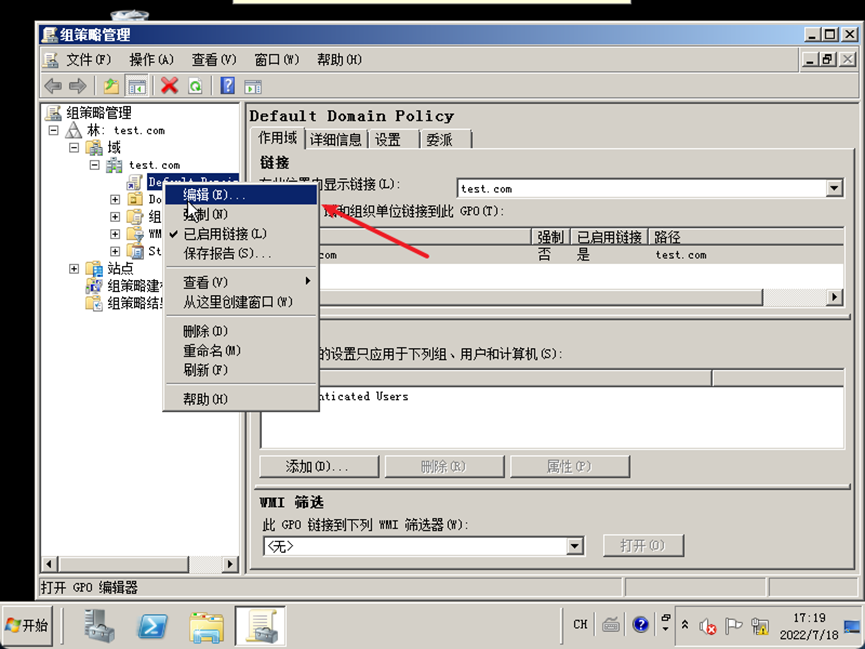 组策略管理
文件(F) 操作(A) 查看(V) 窗口(W) 帮助(H)
组策略管理
林: test.com
域
test.com
Default Domain
编辑(E)...
强制(N)
已启用链接(L)
保存报告(S)...
查看(V)
从这里创建窗口(W)
删除(D)
重命名(M)
刷新(F)
帮助(H)
Do
组
WM
St
站点
组策略建
组策略结
Default Domain Policy
作用域 详细信息 设置 委派
链接
在此位置内显示链接(L):
test.com
域和组织单位链接到此 GPO(T):
强制 已启用链接 路径
com 否 是 test.com
的设置只应用于下列组、用户和计算机(S):
nticated Users
添加(D)... 删除(R) 属性(P)
WMI 筛选
此 GPO 链接到下列 WMI 筛选器(W):
<无> 打开(O)
打开 GPO 编辑器
开始
CH
17:19
2022/7/18